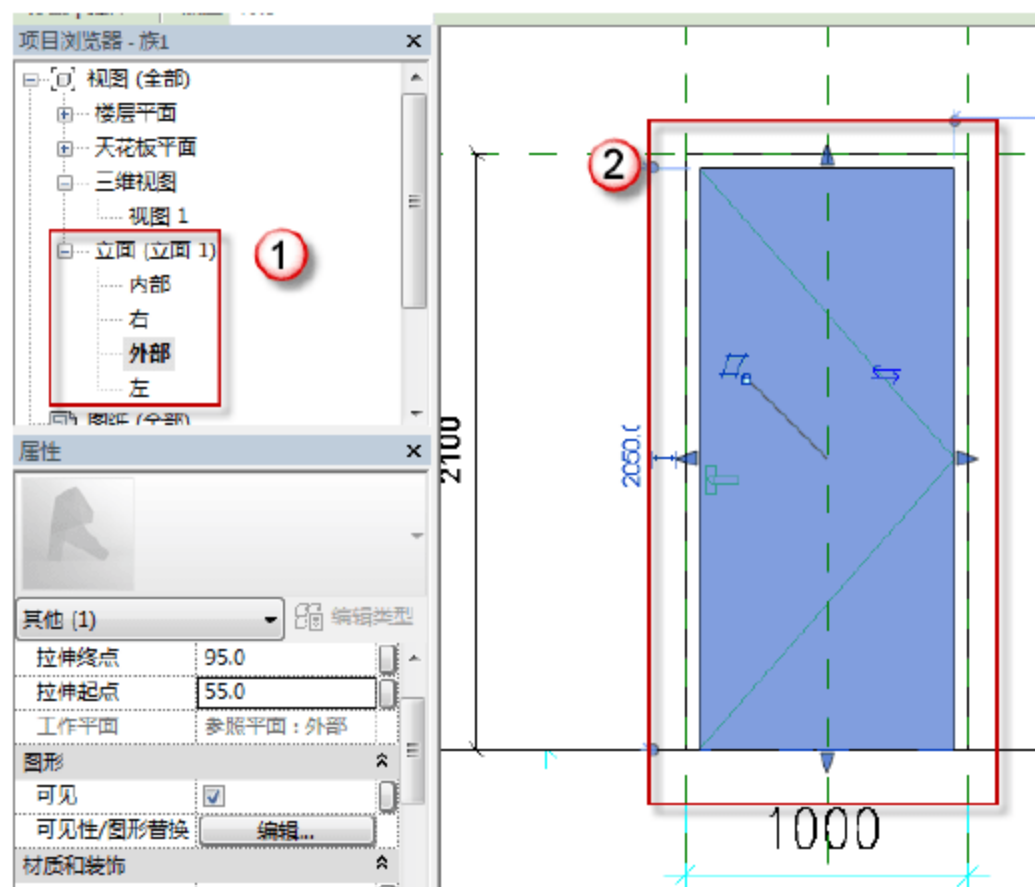 项目浏览器 - 族1
视图 (全部)
楼层平面
天花板平面
三维视图
视图 1
立面 (立面 1)
内部
右
外部
左
图纸 (全部)
1
属性
其他 (1)
编辑类型
拉伸终点 95.0
拉伸起点 55.0
工作平面 参照平面 : 外部
图形
可见
可见性/图形替换 编辑...
材质和装饰
2
2100
2050.0
1000